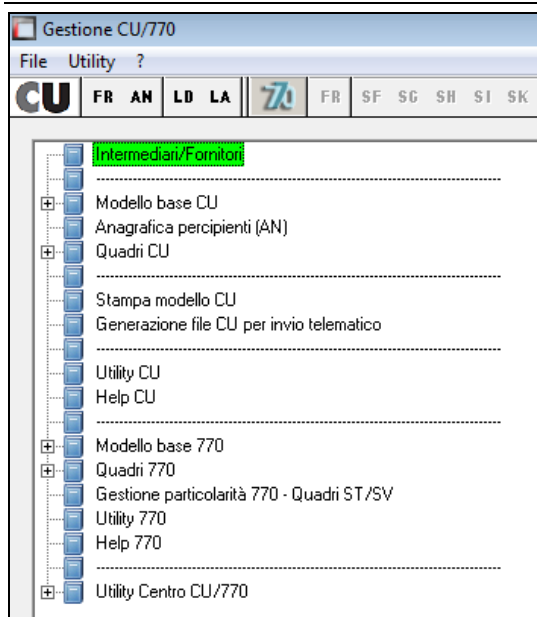 Gestione CU/770
File Utility ?
CU FR AN LD LA 770 FR SF SG SH SI SK
Intermediari/Fornitori
Modello base CU
Anagrafica percipienti (AN)
Quadri CU
Stampa modello CU
Generazione file CU per invio telematico
Utility CU
Help CU
Modello base 770
Quadri 770
Gestione particolarità 770 - Quadri ST/SV
Utility 770
Help 770
Utility Centro CU/770